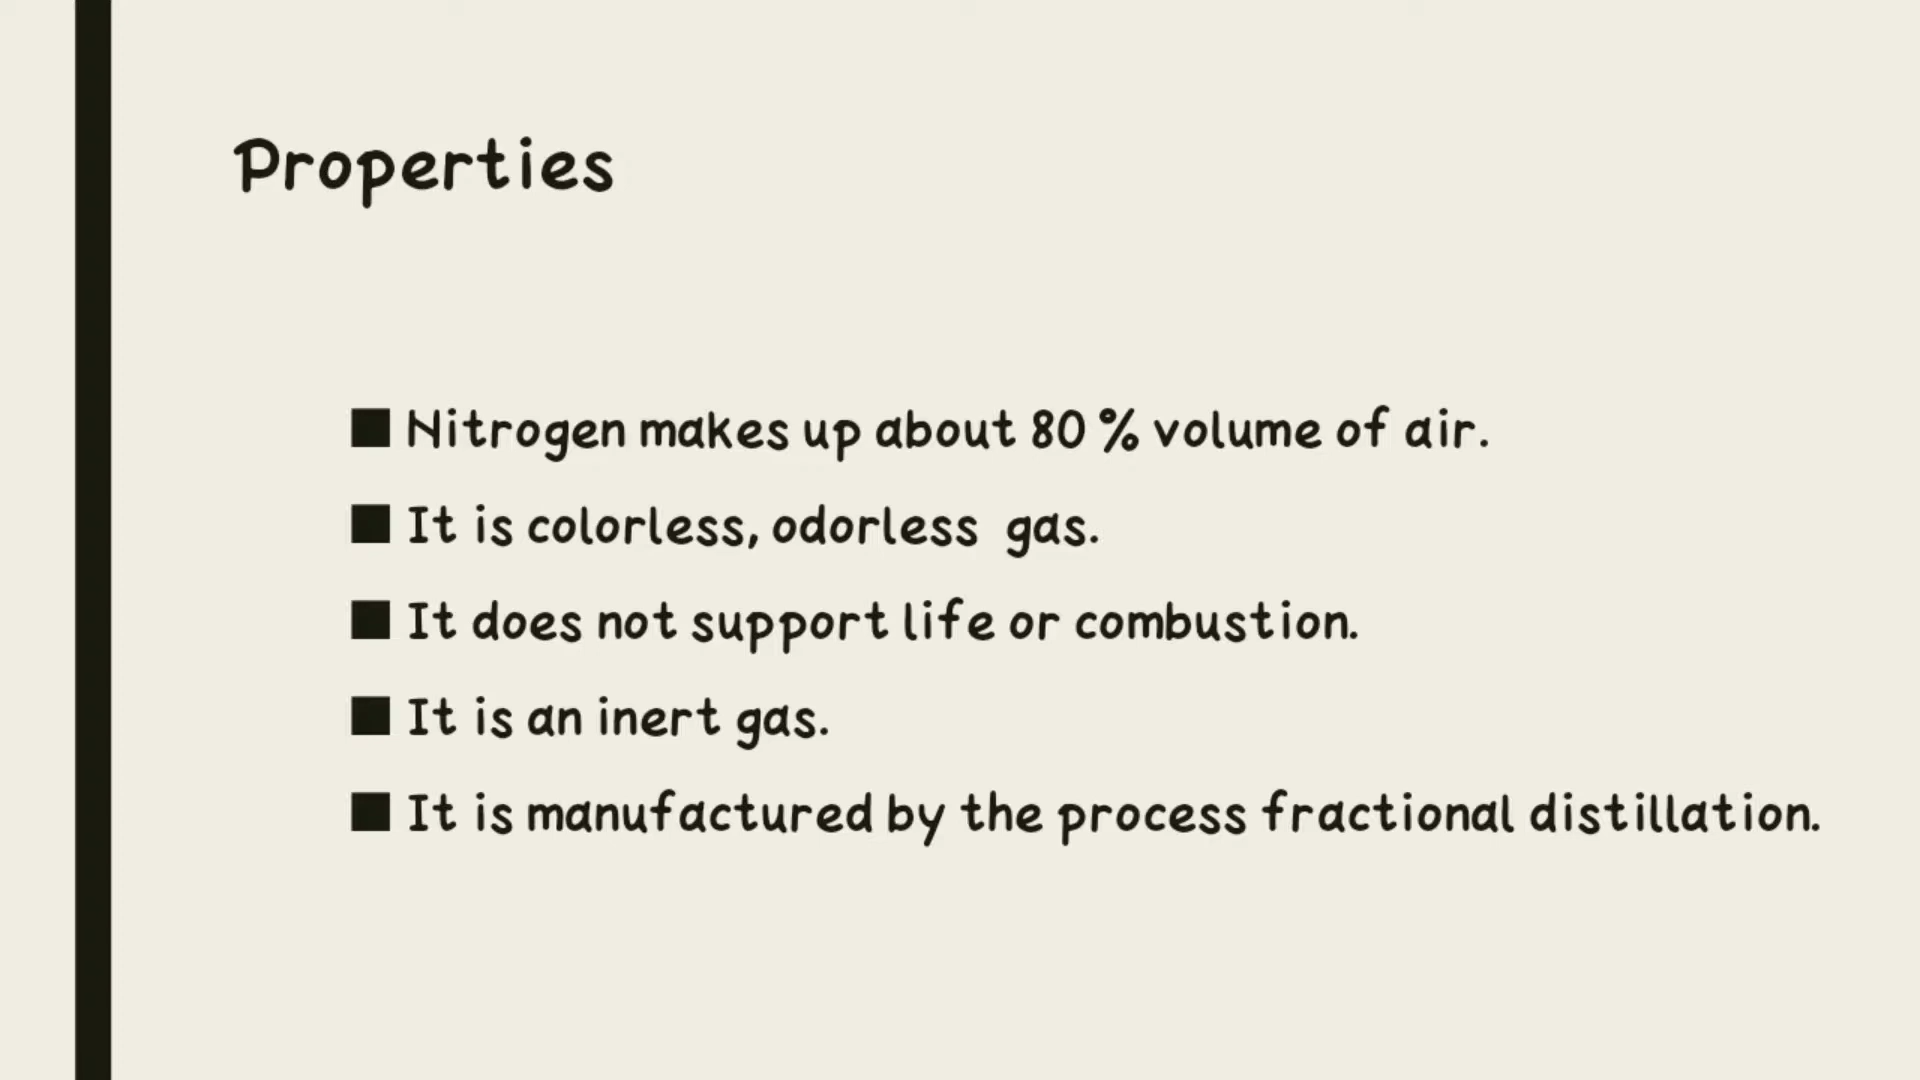 Properties
■ Nitrogen makes up about 80 % volume of air.
■ It is colorless, odorless gas.
■ It does not support life or combustion.
■ It is an inert gas.
■ It is manufactured by the process fractional distillation.